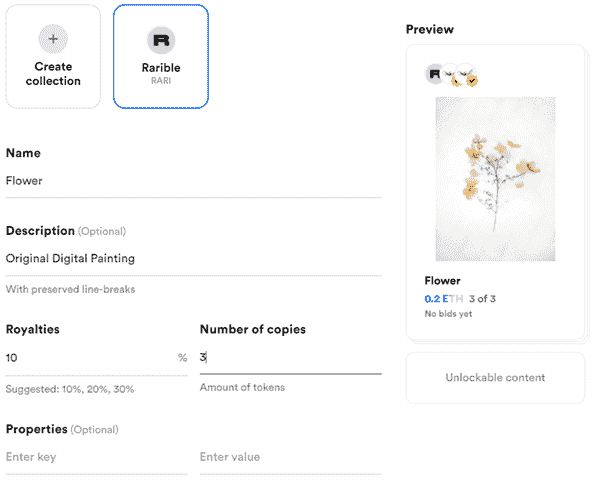 Create
collection
Rarible
RARI
Name
Flower
Description (Optional)
Original Digital Painting
With preserved line-breaks
Royalties
10 %
Suggested: 10%, 20%, 30%
Number of copies
3
Amount of tokens
Properties (Optional)
Enter key
Enter value
Preview
Flower
0.2 ETH 3 of 3
No bids yet
Unlockable content